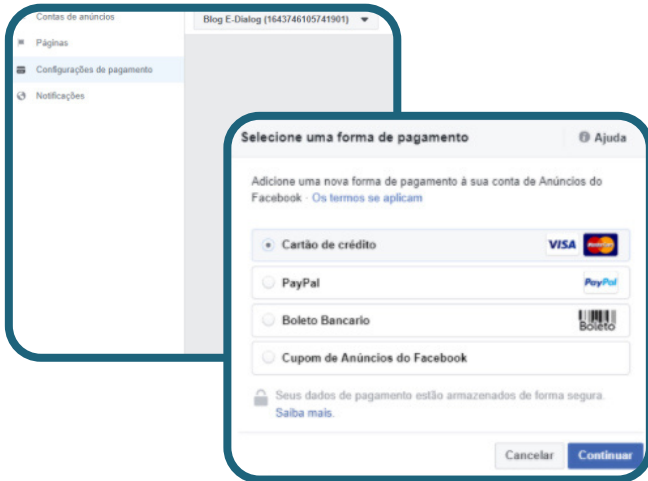 Contas de anúncios
Blog E-Dialog (1643746105741901)
Páginas
Configurações de pagamento
Notificações
Selecione uma forma de pagamento
Ajuda
Adicione uma nova forma de pagamento à sua conta de Anúncios do
Facebook · Os termos se aplicam
Cartão de crédito
VISA
MasterCard
PayPal
PayPal
Boleto Bancario
Boleto
Cupom de Anúncios do Facebook
Seus dados de pagamento estão armazenados de forma segura.
Saiba mais.
Cancelar
Continuar